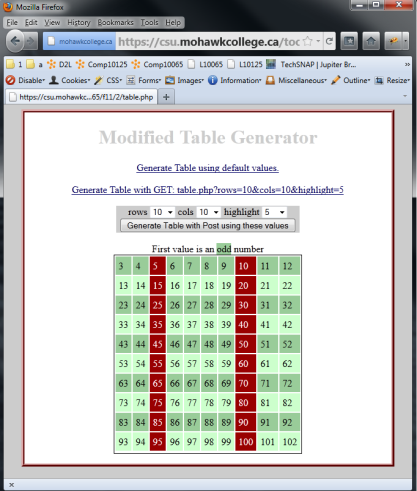 Mozilla Firefox
File Edit View History Bookmarks Tools Help
mohawkcollege.ca https://csu.mohawkcollege.ca/too
1 a D2L Comp10125 Comp10065 L10065 L10125 TechSNAP | Jupiter Br... »
Disable Cookies CSS Forms Images Information Miscellaneous Outline Resize
https://csu.mohawkc...65/f11/2/table.php +
Modified Table Generator
Generate Table using default values.
Generate Table with GET: table.php?rows=10&cols=10&highlight=5
rows 10 cols 10 highlight 5
Generate Table with Post using these values
First value is an odd number
3 4 5 6 7 8 9 10 11 12
13 14 15 16 17 18 19 20 21 22
23 24 25 26 27 28 29 30 31 32
33 34 35 36 37 38 39 40 41 42
43 44 45 46 47 48 49 50 51 52
53 54 55 56 57 58 59 60 61 62
63 64 65 66 67 68 69 70 71 72
73 74 75 76 77 78 79 80 81 82
83 84 85 86 87 88 89 90 91 92
93 94 95 96 97 98 99 100 101 102
×